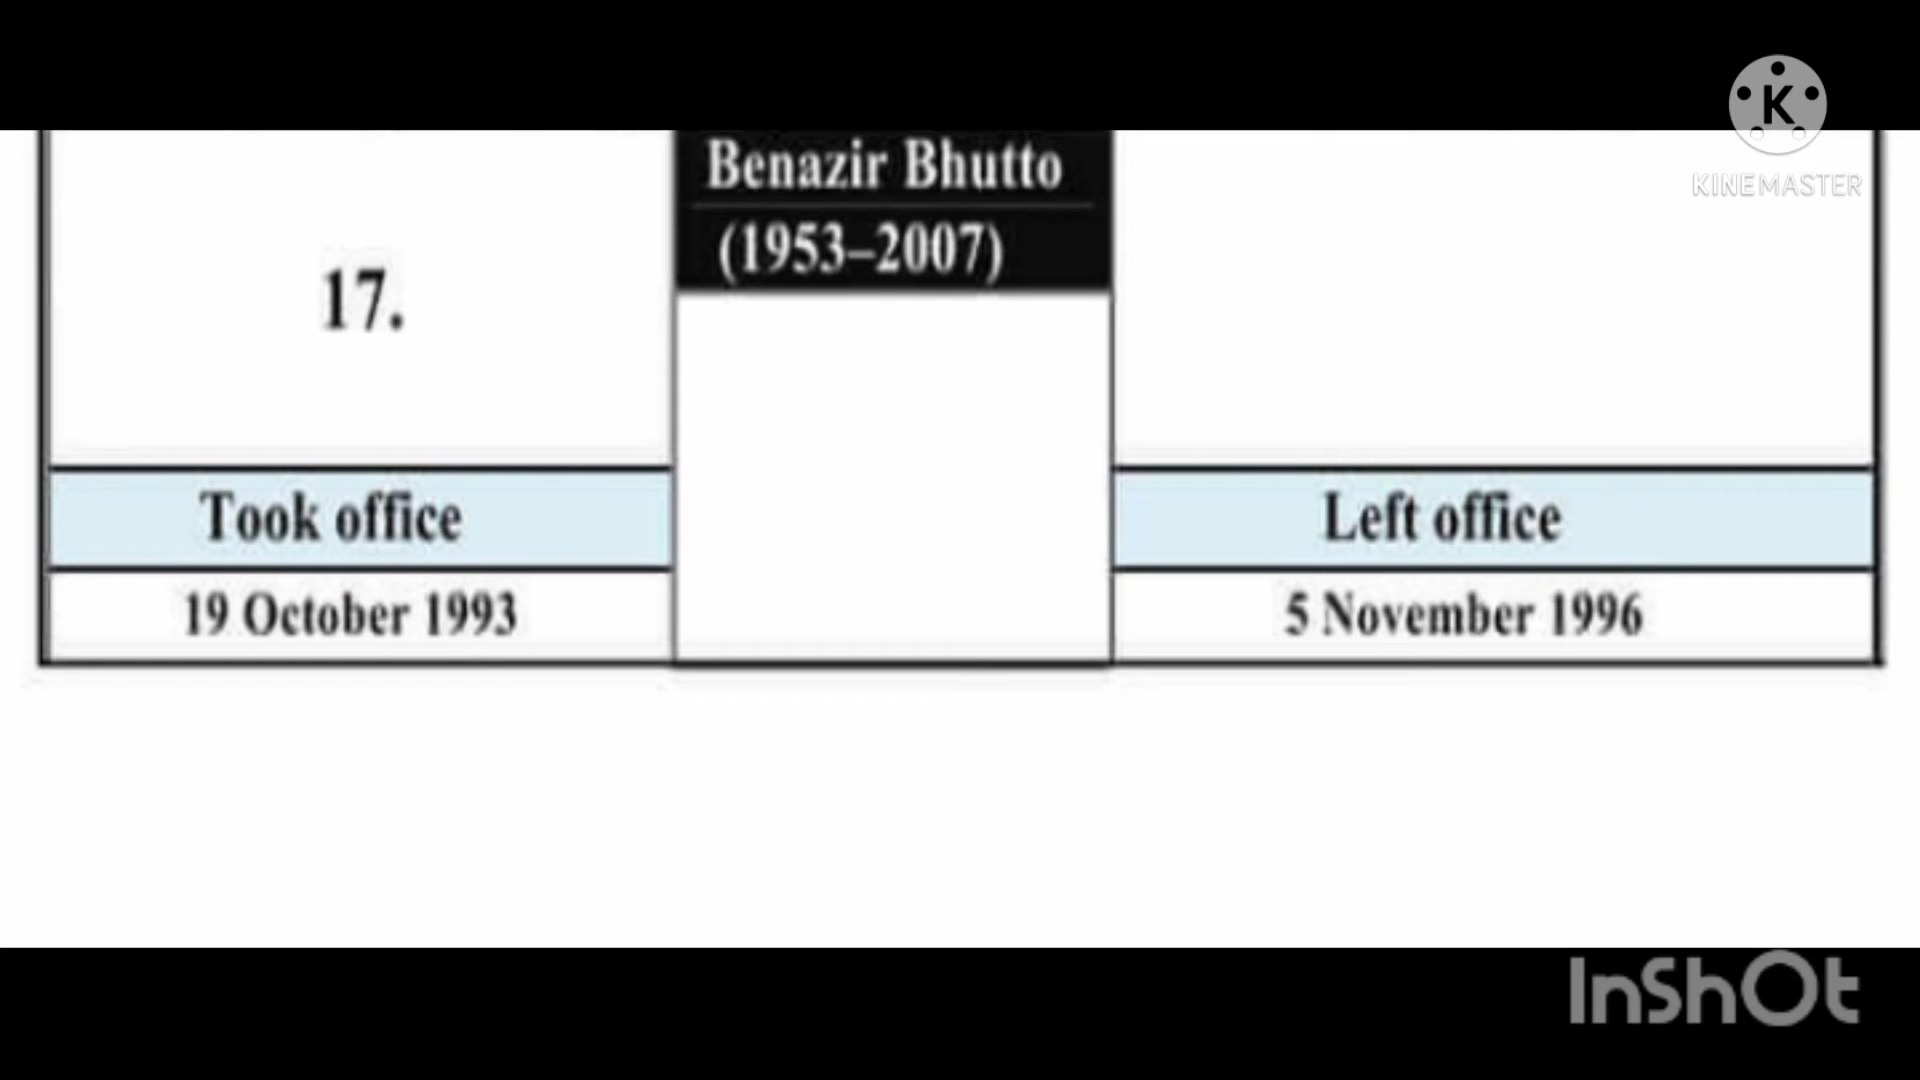 K
KINEMASTER
Benazir Bhutto
(1953–2007)
17.
Took office
Left office
19 October 1993
5 November 1996
InShOt